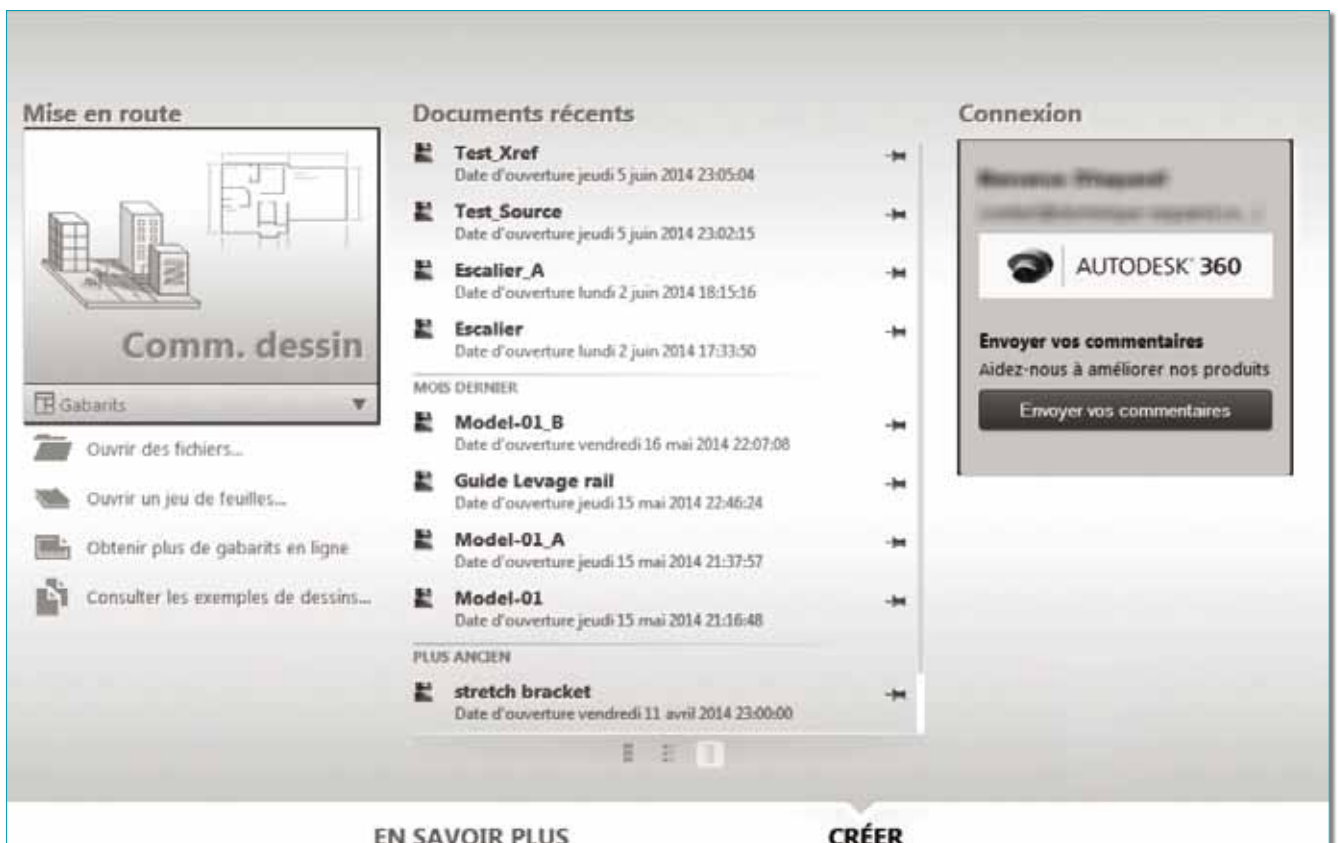 Mise en route
Comm. dessin
Gabarits
Ouvrir des fichiers...
Ouvrir un jeu de feuilles...
Obtenir plus de gabarits en ligne
Consulter les exemples de dessins...
Documents récents
Test_Xref
Date d'ouverture jeudi 5 juin 2014 23:05:04
Test_Source
Date d'ouverture jeudi 5 juin 2014 23:02:15
Escalier_A
Date d'ouverture lundi 2 juin 2014 18:15:16
Escalier
Date d'ouverture lundi 2 juin 2014 17:33:50
MOIS DERNIER
Model-01_B
Date d'ouverture vendredi 16 mai 2014 22:07:08
Guide Levage rail
Date d'ouverture jeudi 15 mai 2014 22:46:24
Model-01_A
Date d'ouverture jeudi 15 mai 2014 21:37:57
Model-01
Date d'ouverture jeudi 15 mai 2014 21:16:48
PLUS ANCIEN
stretch bracket
Date d'ouverture vendredi 11 avril 2014 23:00:00
Connexion
AUTODESK® 360
Envoyer vos commentaires
Aidez-nous à améliorer nos produits
Envoyer vos commentaires
EN SAVOIR PLUS
CRÉER